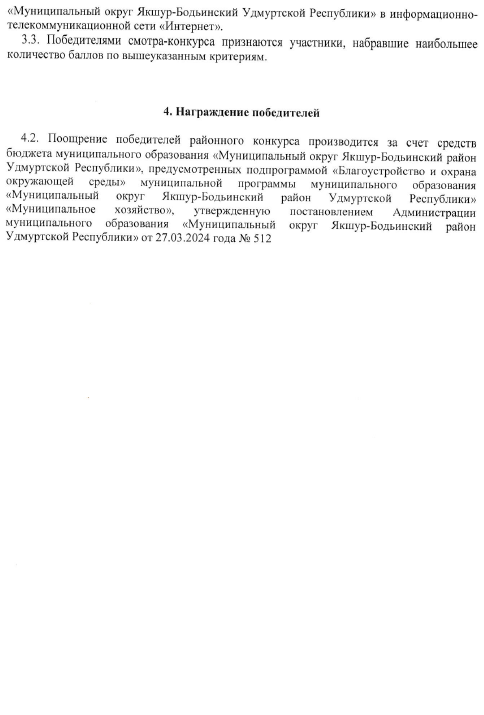 «Муниципальный округ Якшур-Бодьинский Удмуртской Республики» в информационно-
телекоммуникационной сети «Интернет».
3.3. Победителями смотра-конкурса признаются участники, набравшие наибольшее
количество баллов по вышеуказанным критериям.
4. Награждение победителей
4.2. Поощрение победителей районного конкурса производится за счет средств
бюджета муниципального образования «Муниципальный округ Якшур-Бодьинский район
Удмуртской Республики», предусмотренных подпрограммой «Благоустройство и охрана
окружающей среды» муниципальной программы муниципального образования
«Муниципальный округ Якшур-Бодьинский район Удмуртской Республики»
«Муниципальное хозяйство», утвержденную постановлением Администрации
муниципального образования «Муниципальный округ Якшур-Бодьинский район
Удмуртской Республики» от 27.03.2024 года № 512